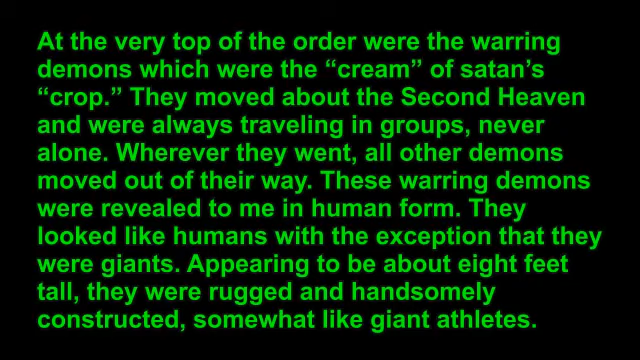 At the very top of the order were the warring
demons which were the “cream” of satan’s
“crop.” They moved about the Second Heaven
and were always traveling in groups, never
alone. Wherever they went, all other demons
moved out of their way. These warring demons
were revealed to me in human form. They
looked like humans with the exception that they
were giants. Appearing to be about eight feet
tall, they were rugged and handsomely
constructed, somewhat like giant athletes.